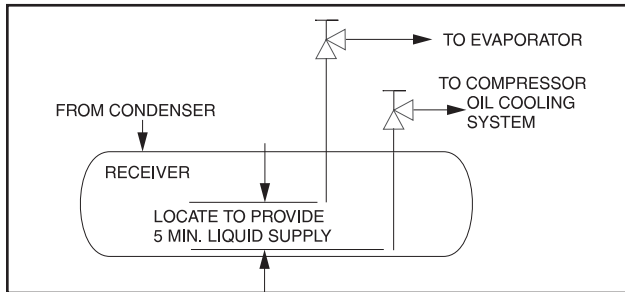 TO EVAPORATOR
TO COMPRESSOR
OIL COOLING
SYSTEM
FROM CONDENSER
RECEIVER
LOCATE TO PROVIDE
5 MIN. LIQUID SUPPLY